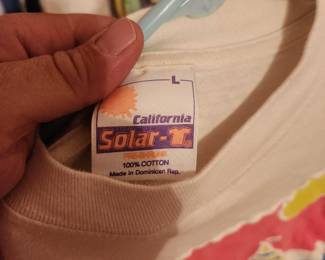 L
California
Solar-T
100% COTTON
Made in Dominican Rep.